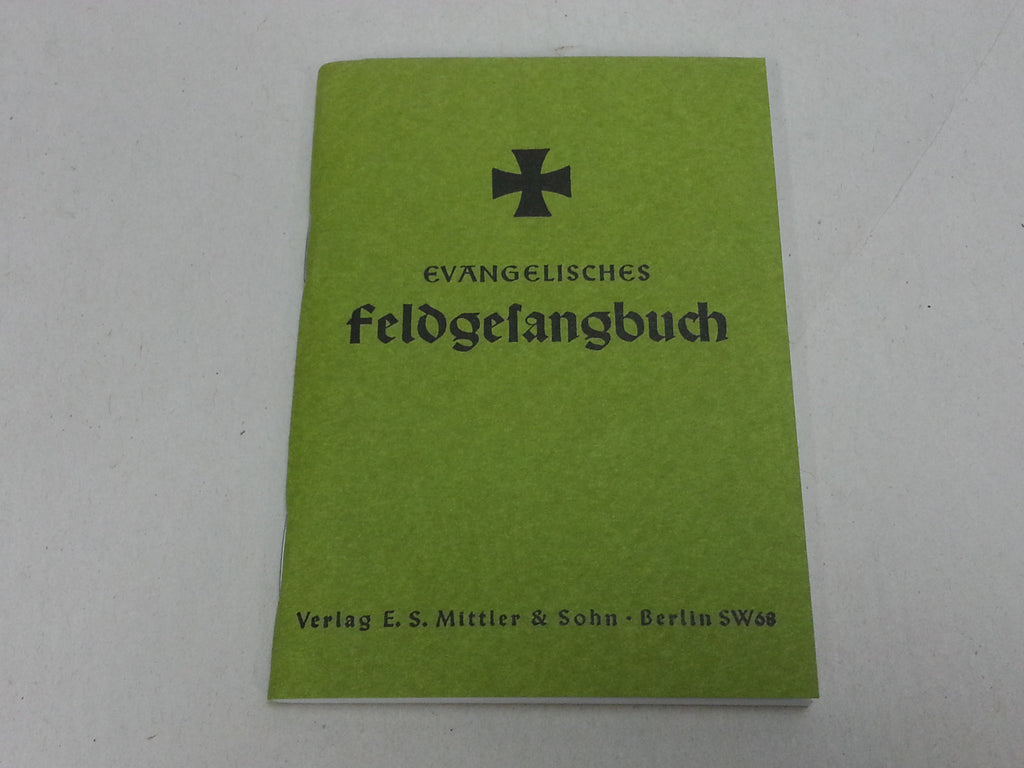 EVANGELISCHES
Feldgeſangbuch
Verlag E. S. Mittler & Sohn · Berlin SW68